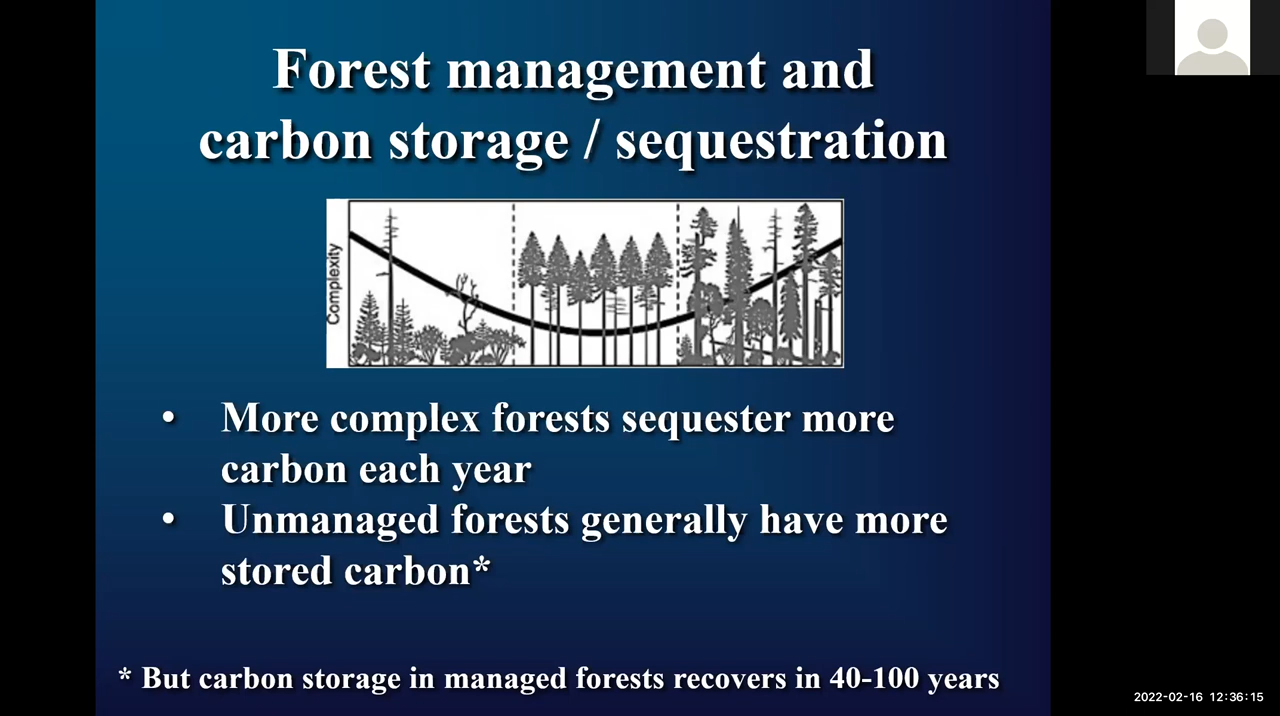 Forest management and
carbon storage / sequestration
Complexity
• More complex forests sequester more
carbon each year
• Unmanaged forests generally have more
stored carbon*
* But carbon storage in managed forests recovers in 40-100 years
2022-02-16 12:36:15